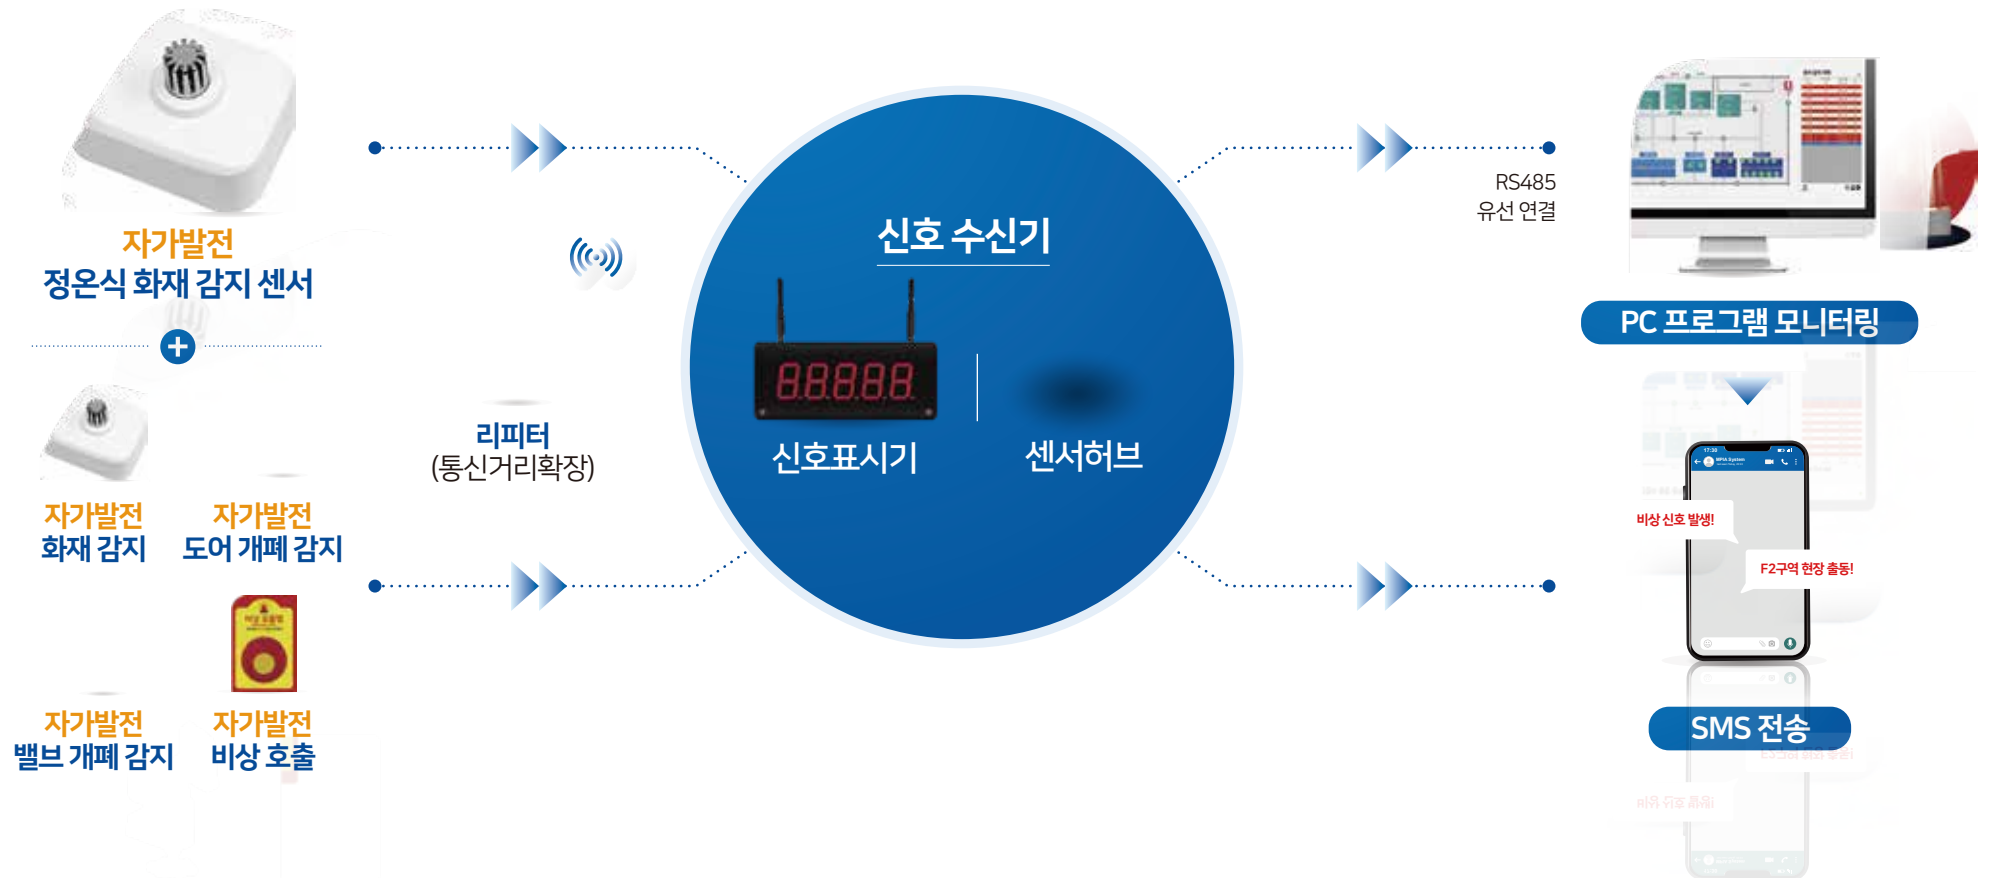 자가발전
정온식 화재 감지 센서
자가발전
화재 감지
자가발전
도어 개폐 감지
자가발전
밸브 개폐 감지
자가발전
비상 호출
리피터
(통신거리확장)
신호 수신기
88888
신호표시기
센서허브
RS485
유선 연결
PC 프로그램 모니터링
17:38
비상 신호 발생!
F2구역 현장 출동!
SMS 전송